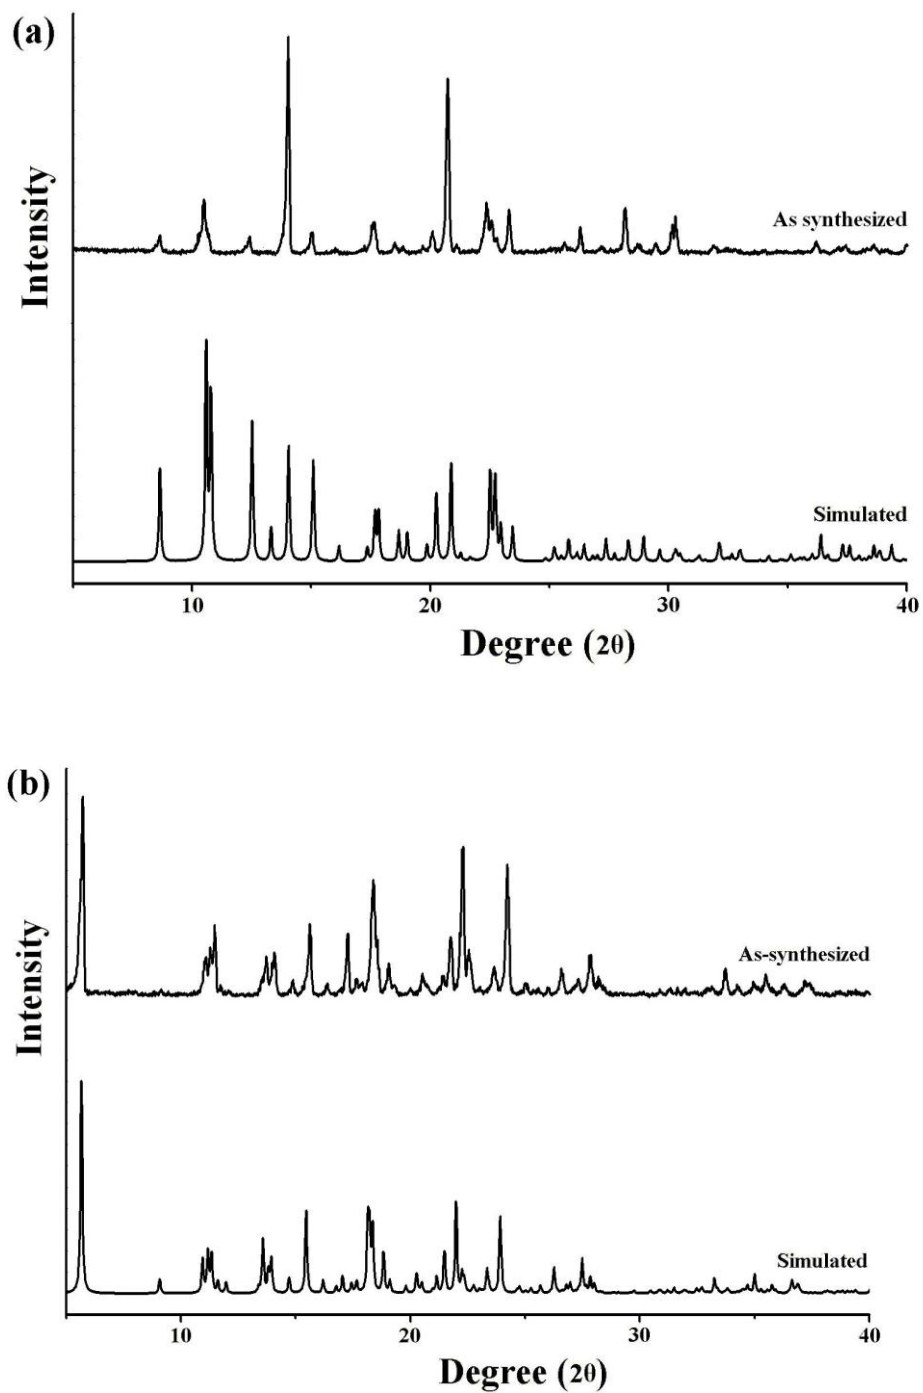 (a)
Intensity
As synthesized
Simulated
10 20 30 40
Degree (2θ)
(b)
Intensity
As-synthesized
Simulated
10 20 30 40
Degree (2θ)